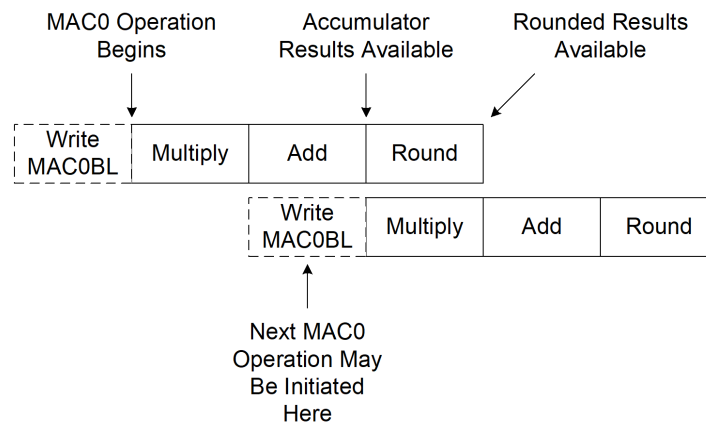 MAC0 Operation
Begins
Accumulator
Results Available
Rounded Results
Available
Write
MAC0BL
Multiply
Add
Round
Write
MAC0BL
Multiply
Add
Round
Next MAC0
Operation May
Be Initiated
Here